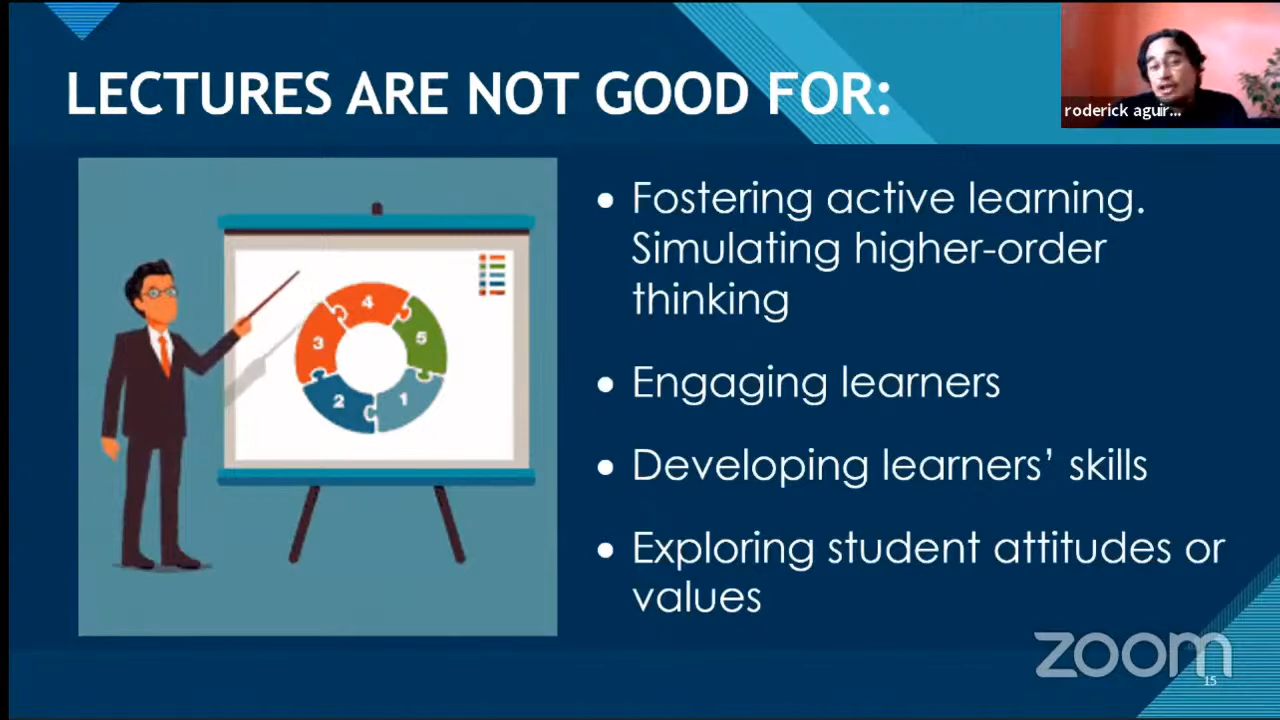 LECTURES ARE NOT GOOD FOR:
roderick aguir...
• Fostering active learning.
Simulating higher-order
thinking
• Engaging learners
• Developing learners’ skills
• Exploring student attitudes or
values
4
3
5
2
1
zoom
15